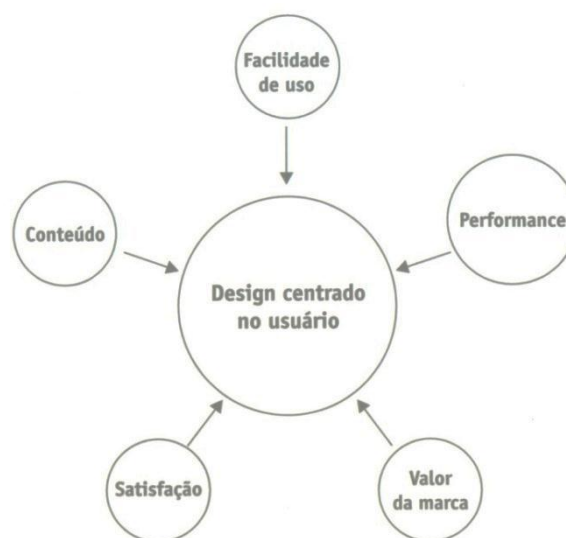 Facilidade
de uso
Conteúdo
Performance
Design centrado
no usuário
Satisfação
Valor
da marca